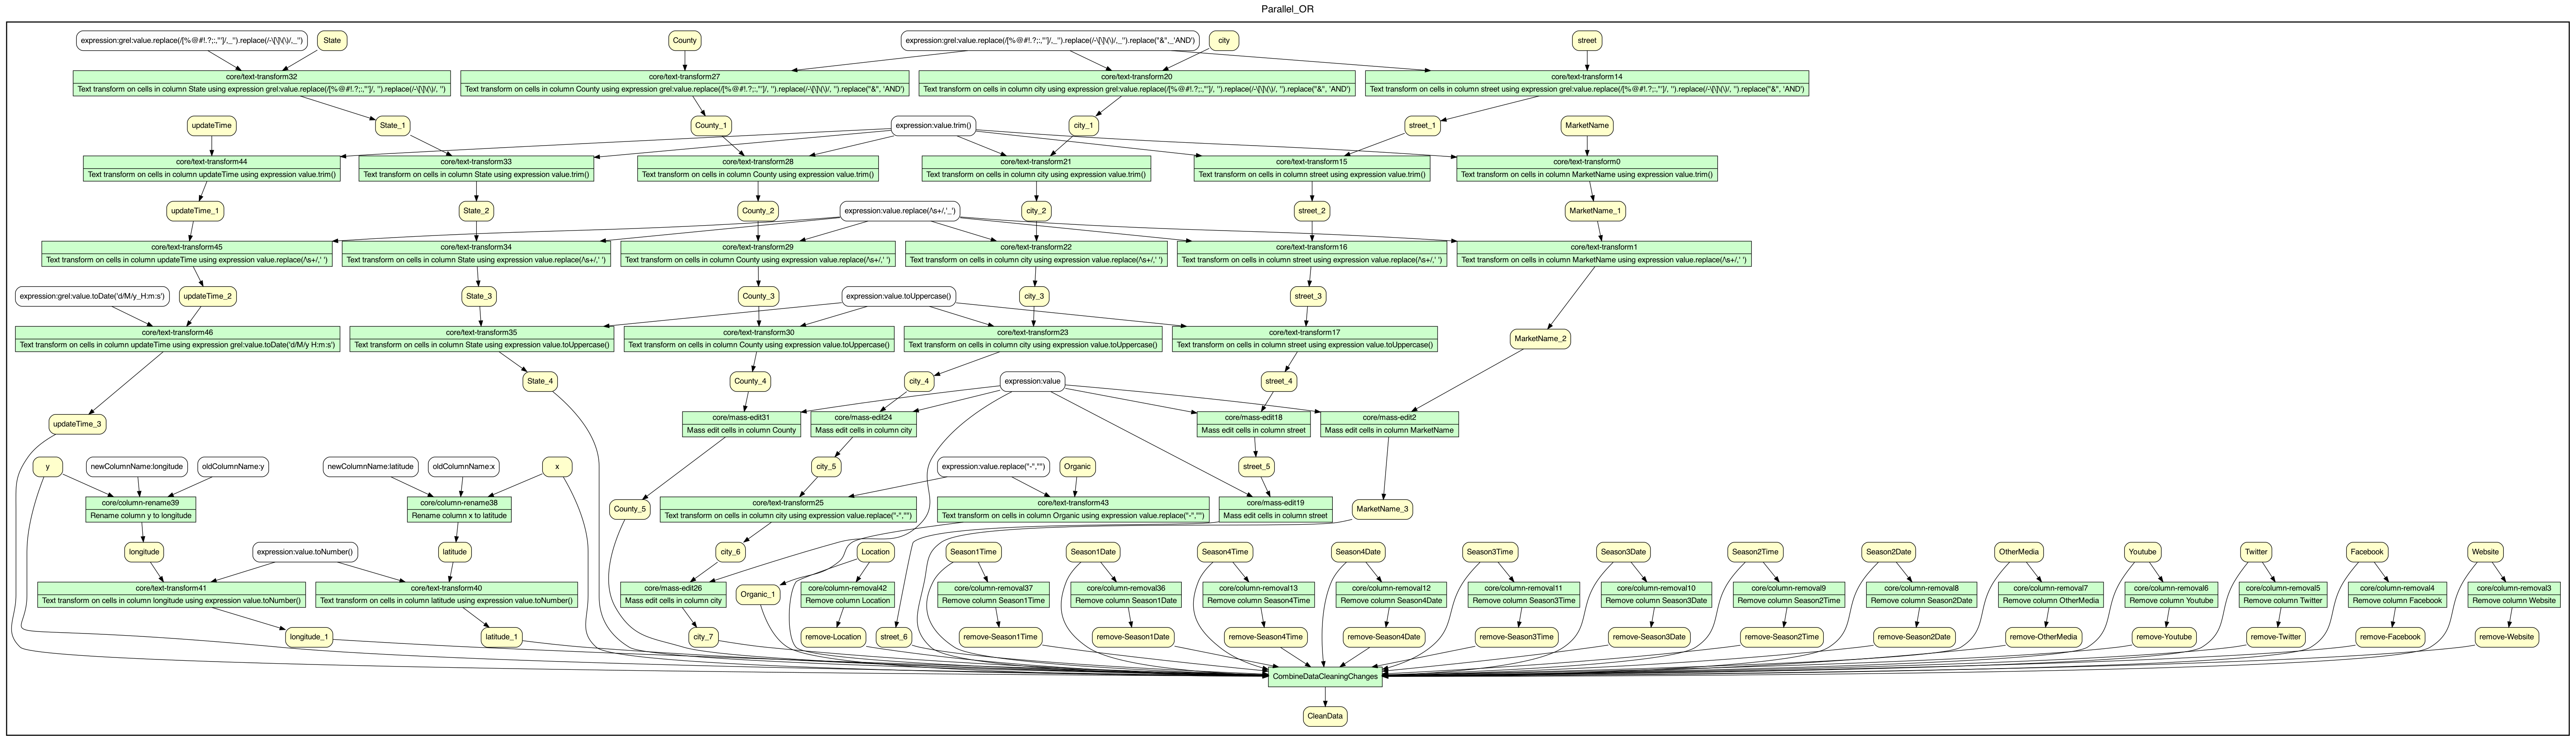 Parallel_OR
expression:grel:value.replace(/[%@#!.?;:,"'']/,_'').replace(/-\[\]\(\)/,_'')
State
County
expression:grel:value.replace(/[%@#!.?;:,"'']/,_'').replace(/-\[\]\(\)/,_'').replace("&",_'AND')
city
street
core/text-transform32
Text transform on cells in column State using expression grel:value.replace(/[%@#!.?;:,"'']/, '').replace(/-\[\]\(\)/, '')
core/text-transform27
Text transform on cells in column County using expression grel:value.replace(/[%@#!.?;:,"'']/, '').replace(/-\[\]\(\)/, '').replace("&", 'AND')
core/text-transform20
Text transform on cells in column city using expression grel:value.replace(/[%@#!.?;:,"'']/, '').replace(/-\[\]\(\)/, '').replace("&", 'AND')
core/text-transform14
Text transform on cells in column street using expression grel:value.replace(/[%@#!.?;:,"'']/, '').replace(/-\[\]\(\)/, '').replace("&", 'AND')
updateTime
State_1
County_1
expression:value.trim()
city_1
street_1
MarketName
core/text-transform44
Text transform on cells in column updateTime using expression value.trim()
core/text-transform33
Text transform on cells in column State using expression value.trim()
core/text-transform28
Text transform on cells in column County using expression value.trim()
core/text-transform21
Text transform on cells in column city using expression value.trim()
core/text-transform15
Text transform on cells in column street using expression value.trim()
core/text-transform0
Text transform on cells in column MarketName using expression value.trim()
updateTime_1
State_2
County_2
expression:value.replace(/\s+/,'_')
city_2
street_2
MarketName_1
core/text-transform45
Text transform on cells in column updateTime using expression value.replace(/\s+/,' ')
core/text-transform34
Text transform on cells in column State using expression value.replace(/\s+/,' ')
core/text-transform29
Text transform on cells in column County using expression value.replace(/\s+/,' ')
core/text-transform22
Text transform on cells in column city using expression value.replace(/\s+/,' ')
core/text-transform16
Text transform on cells in column street using expression value.replace(/\s+/,' ')
core/text-transform1
Text transform on cells in column MarketName using expression value.replace(/\s+/,' ')
expression:grel:value.toDate('d/M/y_H:m:s')
updateTime_2
State_3
County_3
expression:value.toUppercase()
city_3
street_3
core/text-transform46
Text transform on cells in column updateTime using expression grel:value.toDate('d/M/y H:m:s')
core/text-transform35
Text transform on cells in column State using expression value.toUppercase()
core/text-transform30
Text transform on cells in column County using expression value.toUppercase()
core/text-transform23
Text transform on cells in column city using expression value.toUppercase()
core/text-transform17
Text transform on cells in column street using expression value.toUppercase()
MarketName_2
State_4
County_4
city_4
expression:value
street_4
updateTime_3
core/mass-edit31
Mass edit cells in column County
core/mass-edit24
Mass edit cells in column city
core/mass-edit18
Mass edit cells in column street
core/mass-edit2
Mass edit cells in column MarketName
y
newColumnName:longitude
oldColumnName:y
newColumnName:latitude
oldColumnName:x
x
city_5
expression:value.replace("-","")
Organic
street_5
core/column-rename39
Rename column y to longitude
core/column-rename38
Rename column x to latitude
County_5
core/text-transform25
Text transform on cells in column city using expression value.replace("-","")
core/text-transform43
Text transform on cells in column Organic using expression value.replace("-","")
core/mass-edit19
Mass edit cells in column street
MarketName_3
longitude
expression:value.toNumber()
latitude
city_6
Location
Season1Time
Season1Date
Season4Time
Season4Date
Season3Time
Season3Date
Season2Time
Season2Date
OtherMedia
Youtube
Twitter
Facebook
Website
core/text-transform41
Text transform on cells in column longitude using expression value.toNumber()
core/text-transform40
Text transform on cells in column latitude using expression value.toNumber()
core/mass-edit26
Mass edit cells in column city
Organic_1
core/column-removal42
Remove column Location
core/column-removal37
Remove column Season1Time
core/column-removal36
Remove column Season1Date
core/column-removal13
Remove column Season4Time
core/column-removal12
Remove column Season4Date
core/column-removal11
Remove column Season3Time
core/column-removal10
Remove column Season3Date
core/column-removal9
Remove column Season2Time
core/column-removal8
Remove column Season2Date
core/column-removal7
Remove column OtherMedia
core/column-removal6
Remove column Youtube
core/column-removal5
Remove column Twitter
core/column-removal4
Remove column Facebook
core/column-removal3
Remove column Website
longitude_1
latitude_1
city_7
remove-Location
street_6
remove-Season1Time
remove-Season1Date
remove-Season4Time
remove-Season4Date
remove-Season3Time
remove-Season3Date
remove-Season2Time
remove-Season2Date
remove-OtherMedia
remove-Youtube
remove-Twitter
remove-Facebook
remove-Website
CombineDataCleaningChanges
CleanData